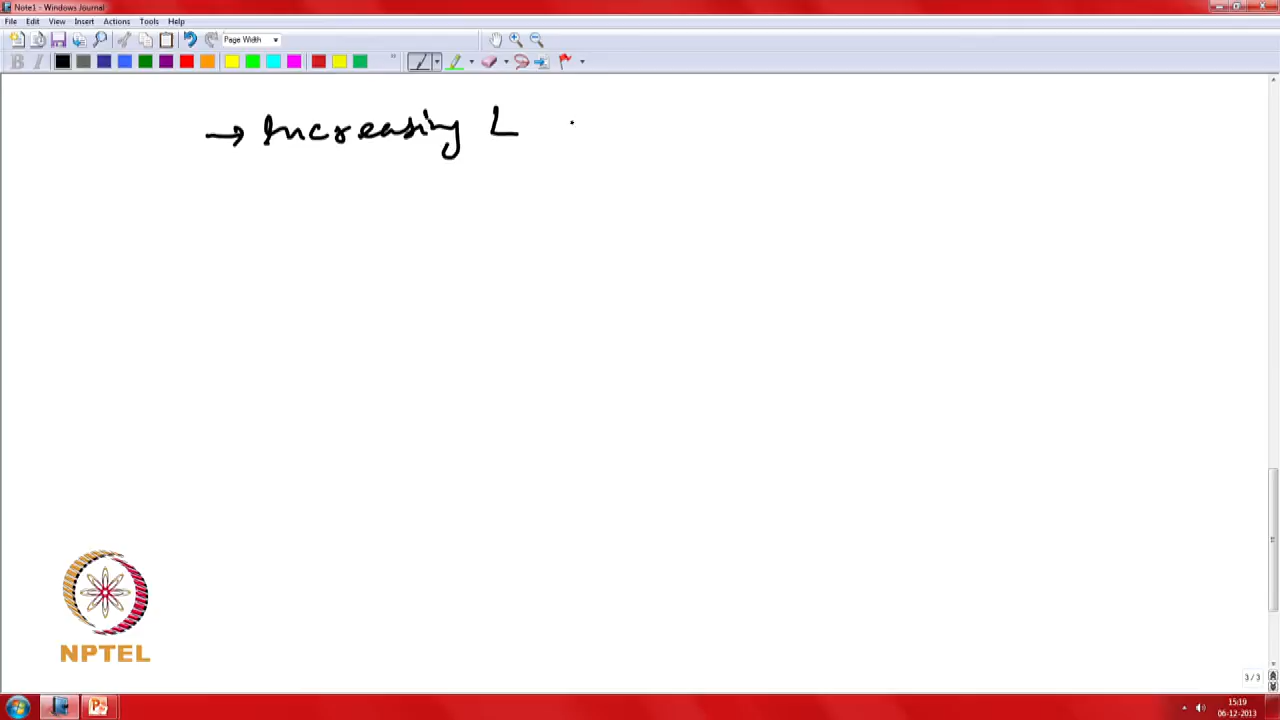 Note1 - Windows Journal
File Edit View Insert Actions Tools Help
Page Width
B I
→ Increasing L
NPTEL
3 / 3
15:19
06-12-2013